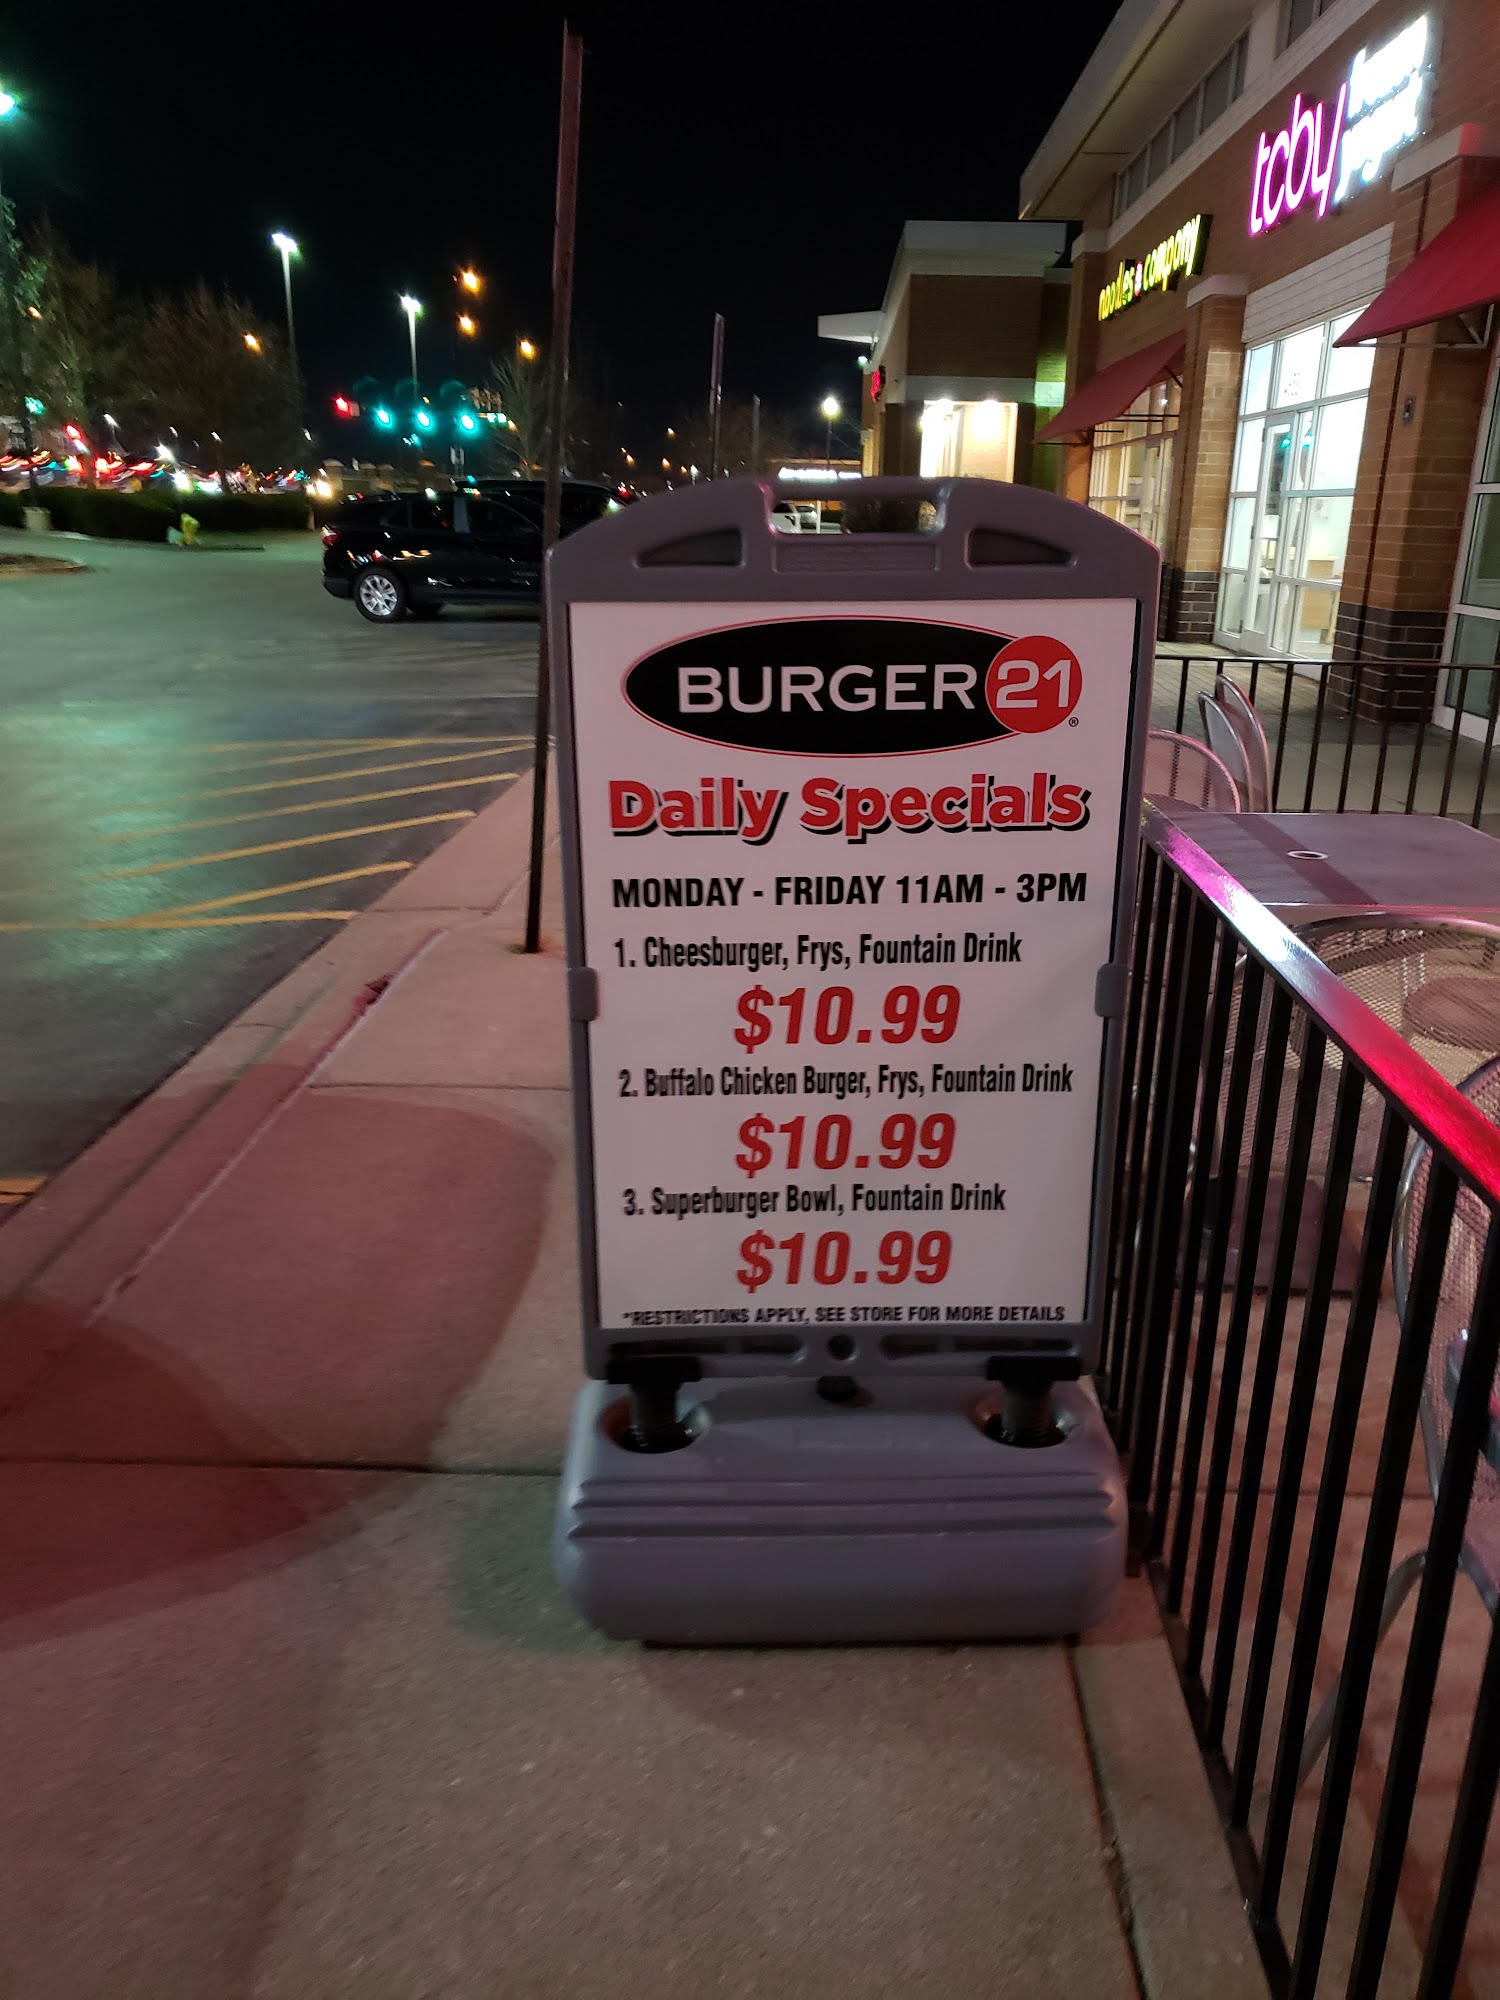 tcby
frozen
yogurt
noodles & company
BURGER 21®
Daily Specials
MONDAY - FRIDAY 11AM - 3PM
1. Cheesburger, Frys, Fountain Drink
$10.99
2. Buffalo Chicken Burger, Frys, Fountain Drink
$10.99
3. Superburger Bowl, Fountain Drink
$10.99
*RESTRICTIONS APPLY, SEE STORE FOR MORE DETAILS